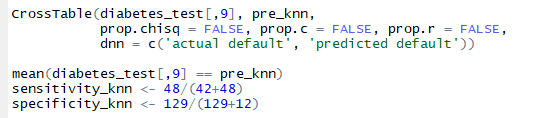 CrossTable(diabetes_test[,9], pre_knn,
prop.chisq = FALSE, prop.c = FALSE, prop.r = FALSE,
dnn = c('actual default', 'predicted default'))
mean(diabetes_test[,9] == pre_knn)
sensitivity_knn <- 48/(42+48)
specificity_knn <- 129/(129+12)